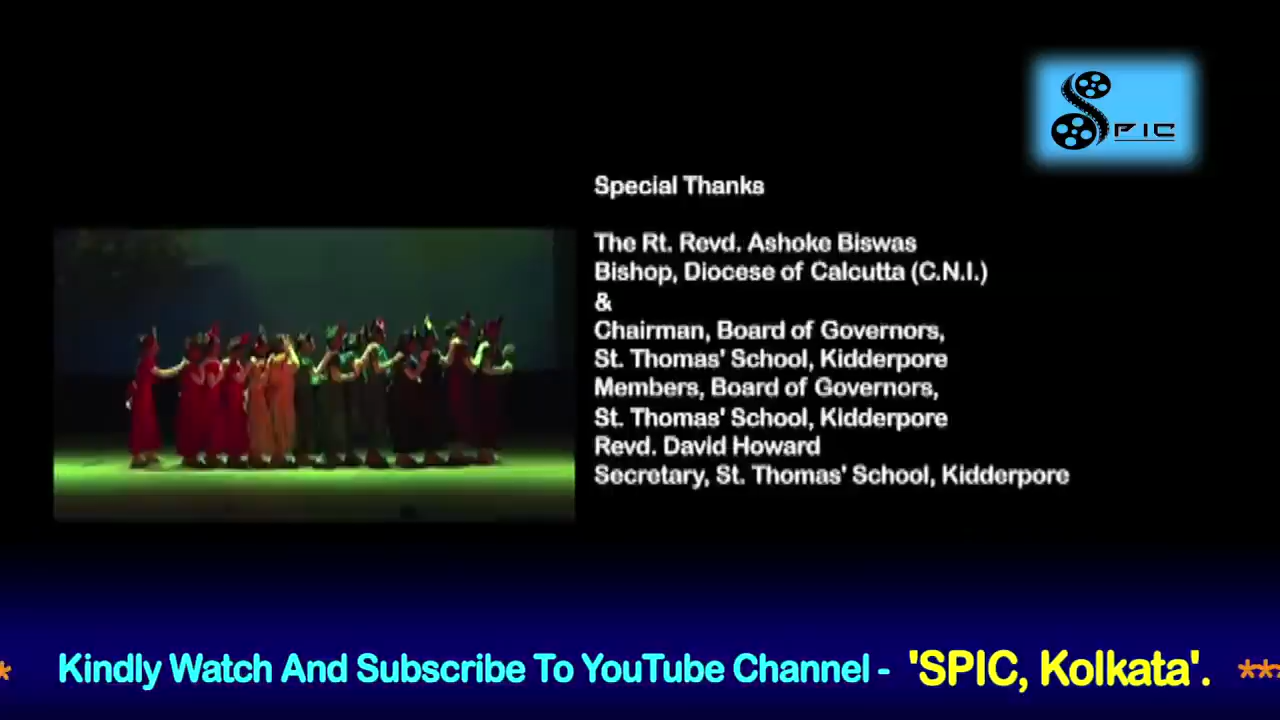 SPIC
Special Thanks
The Rt. Revd. Ashoke Biswas
Bishop, Diocese of Calcutta (C.N.I.)
&
Chairman, Board of Governors,
St. Thomas' School, Kidderpore
Members, Board of Governors,
St. Thomas' School, Kidderpore
Revd. David Howard
Secretary, St. Thomas' School, Kidderpore
* Kindly Watch And Subscribe To YouTube Channel - 'SPIC, Kolkata'. ***